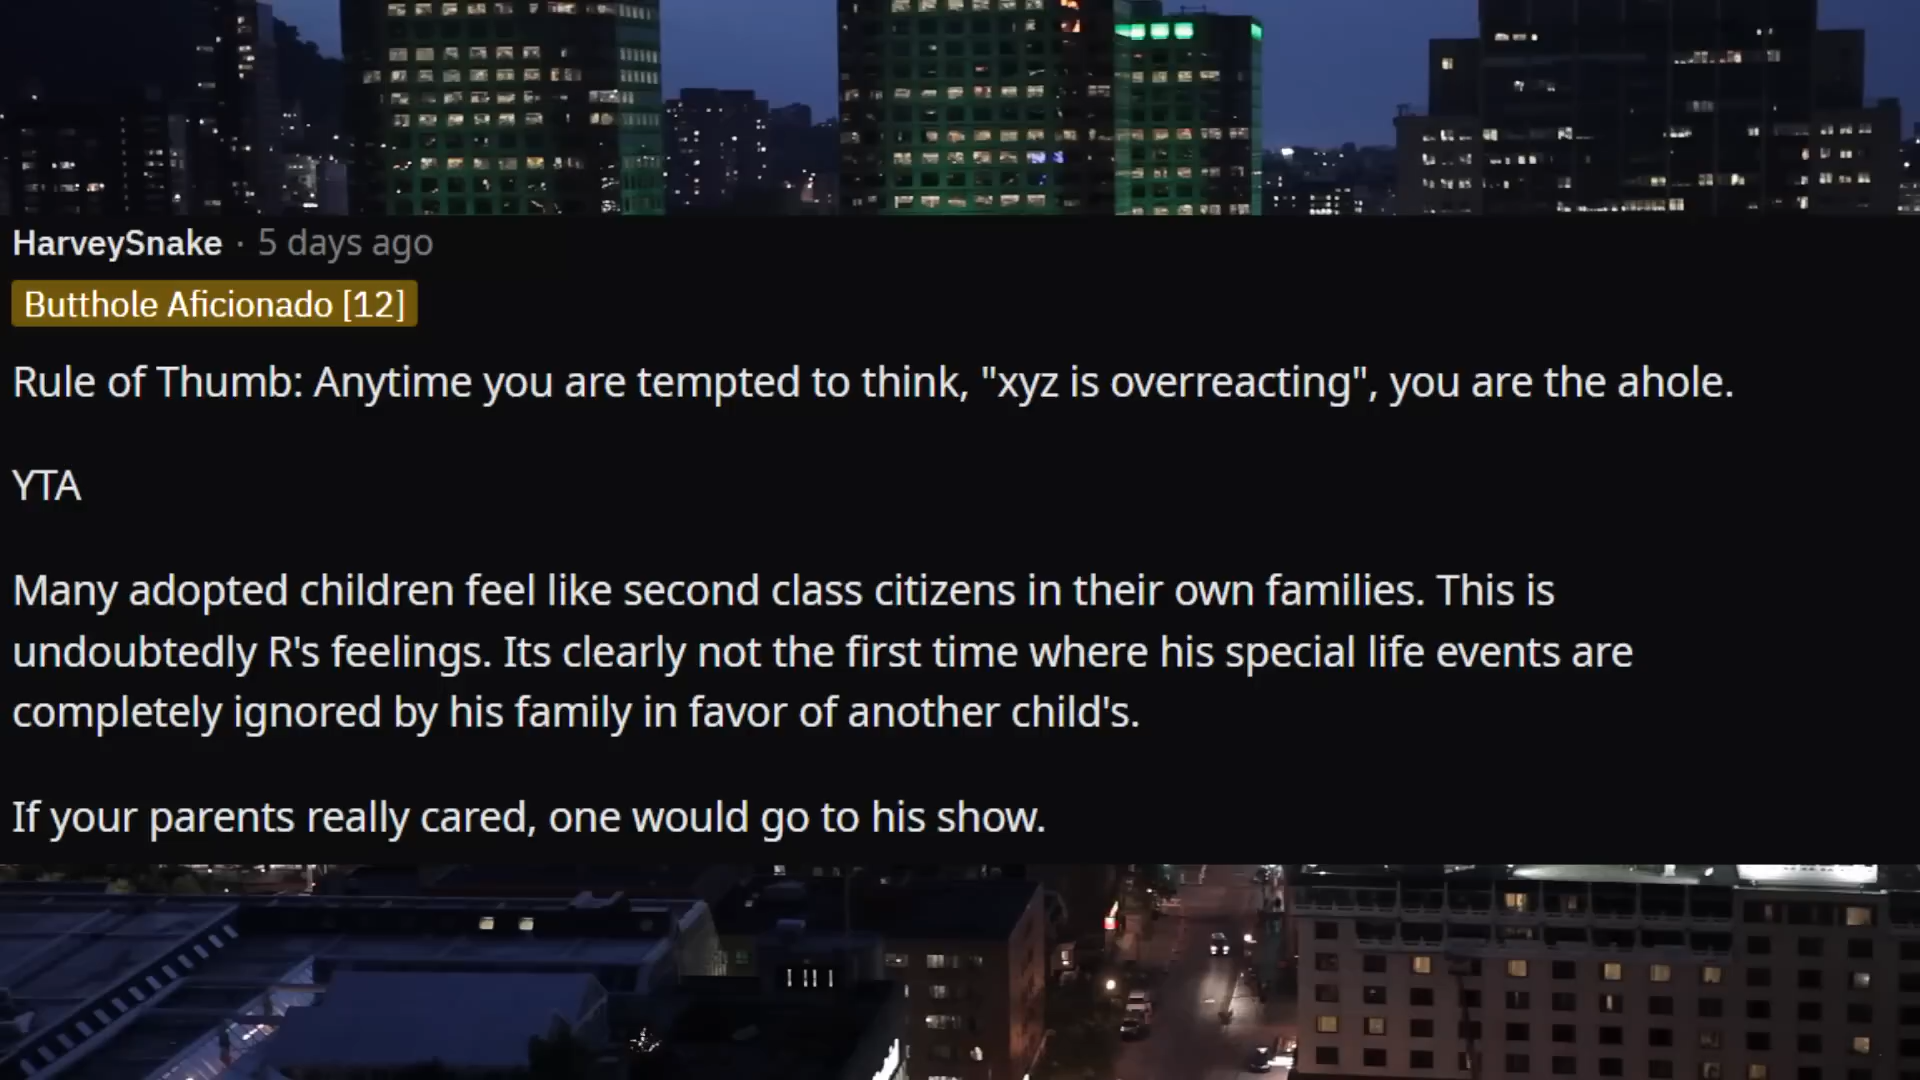 HarveySnake · 5 days ago
Butthole Aficionado [12]
Rule of Thumb: Anytime you are tempted to think, "xyz is overreacting", you are the ahole.
YTA
Many adopted children feel like second class citizens in their own families. This is
undoubtedly R's feelings. Its clearly not the first time where his special life events are
completely ignored by his family in favor of another child's.
If your parents really cared, one would go to his show.